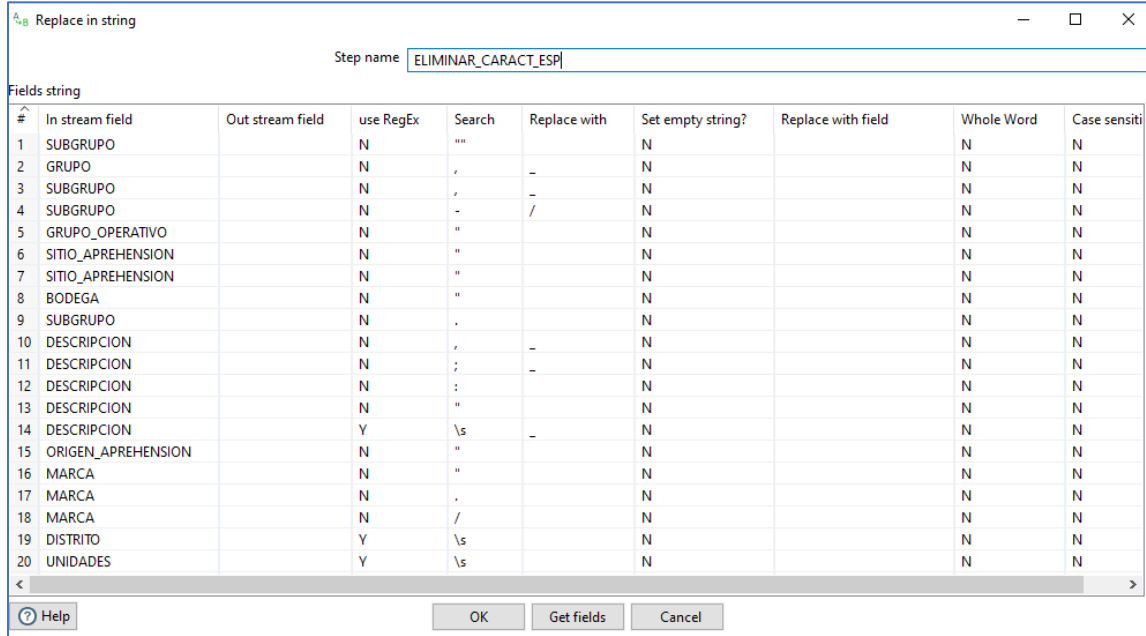 Replace in string
Step name ELIMINAR_CARACT_ESP
Fields string
# In stream field Out stream field use RegEx Search Replace with Set empty string? Replace with field Whole Word Case sensiti
1 SUBGRUPO N "" N N N
2 GRUPO N , _ N N N
3 SUBGRUPO N , _ N N N
4 SUBGRUPO N - / N N N
5 GRUPO_OPERATIVO N " N N N
6 SITIO_APREHENSION N " N N N
7 SITIO_APREHENSION N " N N N
8 BODEGA N " N N N
9 SUBGRUPO N . N N N
10 DESCRIPCION N , _ N N N
11 DESCRIPCION N ; _ N N N
12 DESCRIPCION N : N N N
13 DESCRIPCION N " N N N
14 DESCRIPCION Y \s _ N N N
15 ORIGEN_APREHENSION N " N N N
16 MARCA N " N N N
17 MARCA N . N N N
18 MARCA N / N N N
19 DISTRITO Y \s N N N
20 UNIDADES Y \s N N N
Help OK Get fields Cancel